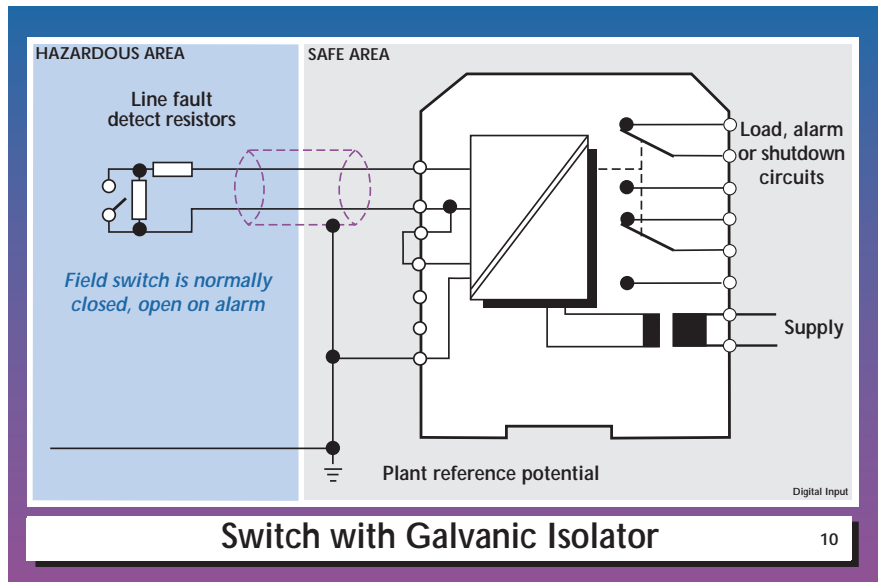 HAZARDOUS AREA
SAFE AREA
Line fault
detect resistors
Load, alarm
or shutdown
circuits
Field switch is normally
closed, open on alarm
Supply
Plant reference potential
Digital Input
Switch with Galvanic Isolator
10